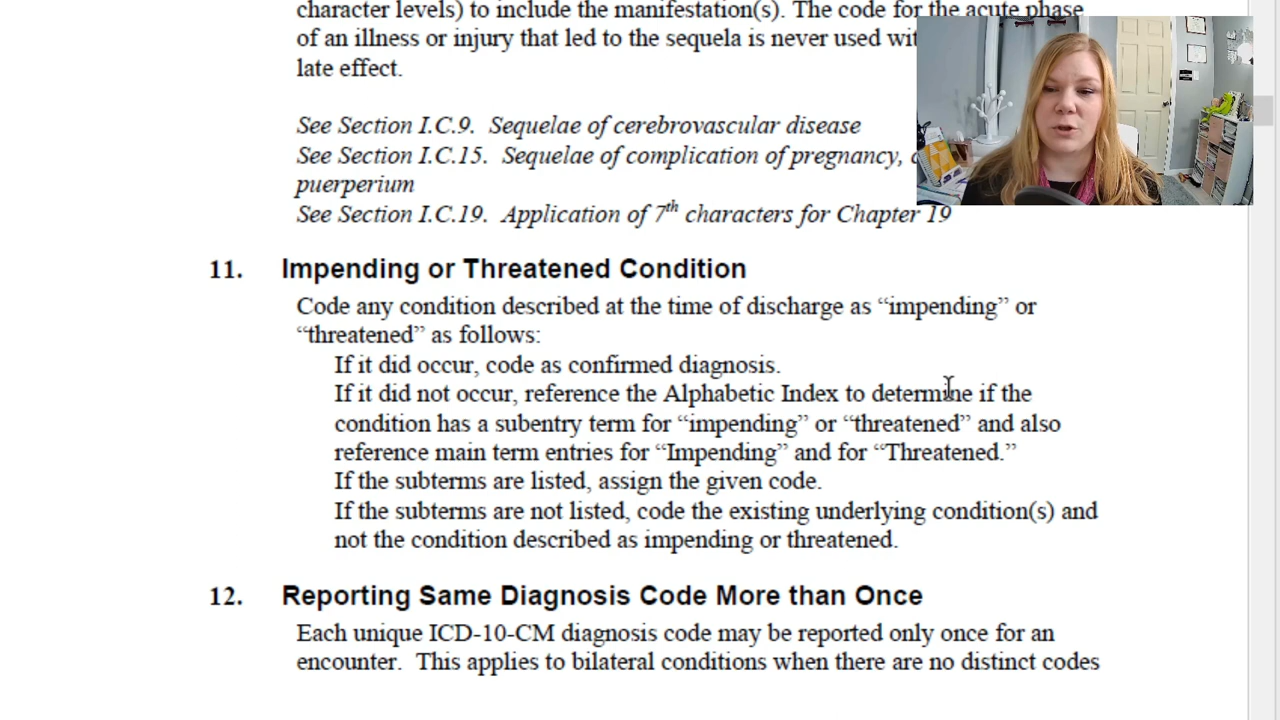 character levels) to include the manifestation(s). The code for the acute phase
of an illness or injury that led to the sequela is never used
late effect.
See Section I.C.9. Sequelae of cerebrovascular disease
See Section I.C.15. Sequelae of complication of pregnancy,
puerperium
See Section I.C.19. Application of 7th characters for Chapter 19
11. Impending or Threatened Condition
Code any condition described at the time of discharge as “impending” or
“threatened” as follows:
If it did occur, code as confirmed diagnosis.
If it did not occur, reference the Alphabetic Index to determine if the
condition has a subentry term for “impending” or “threatened” and also
reference main term entries for “Impending” and for “Threatened.”
If the subterms are listed, assign the given code.
If the subterms are not listed, code the existing underlying condition(s) and
not the condition described as impending or threatened.
12. Reporting Same Diagnosis Code More than Once
Each unique ICD-10-CM diagnosis code may be reported only once for an
encounter. This applies to bilateral conditions when there are no distinct codes